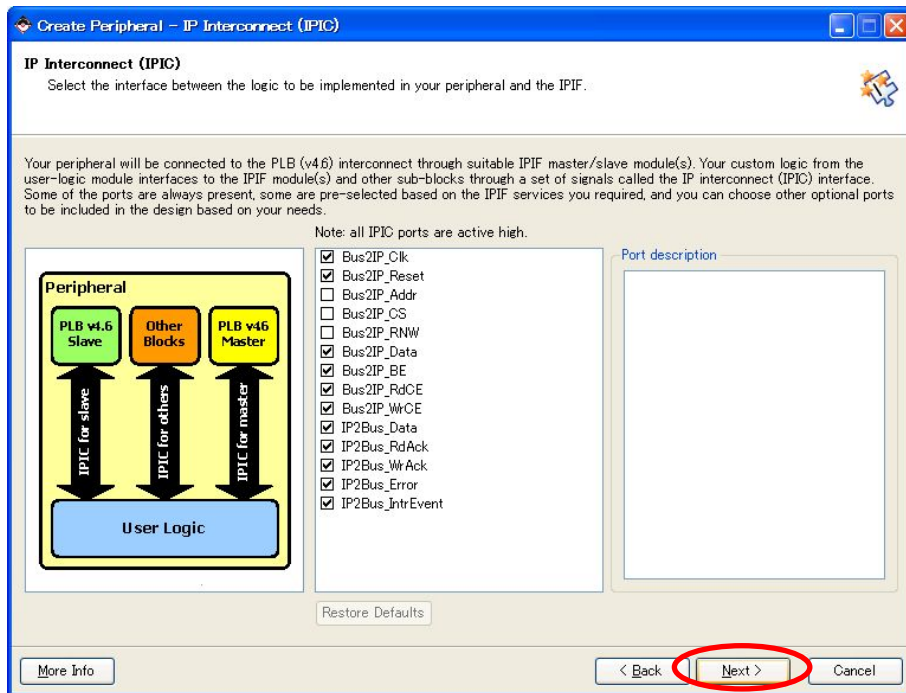 Create Peripheral - IP Interconnect (IPIC)
IP Interconnect (IPIC)
Select the interface between the logic to be implemented in your peripheral and the IPIF.
Your peripheral will be connected to the PLB (v4.6) interconnect through suitable IPIF master/slave module(s). Your custom logic from the
user-logic module interfaces to the IPIF module(s) and other sub-blocks through a set of signals called the IP interconnect (IPIC) interface.
Some of the ports are always present, some are pre-selected based on the IPIF services you required, and you can choose other optional ports
to be included in the design based on your needs.
Note: all IPIC ports are active high.
Peripheral
PLB v4.6
Slave
Other
Blocks
PLB v46
Master
IPIC for slave
IPIC for others
IPIC for master
User Logic
Bus2IP_Clk
Bus2IP_Reset
Bus2IP_Addr
Bus2IP_CS
Bus2IP_RNW
Bus2IP_Data
Bus2IP_BE
Bus2IP_RdCE
Bus2IP_WrCE
IP2Bus_Data
IP2Bus_RdAck
IP2Bus_WrAck
IP2Bus_Error
IP2Bus_IntrEvent
Port description
Restore Defaults
More Info
< Back
Next >
Cancel